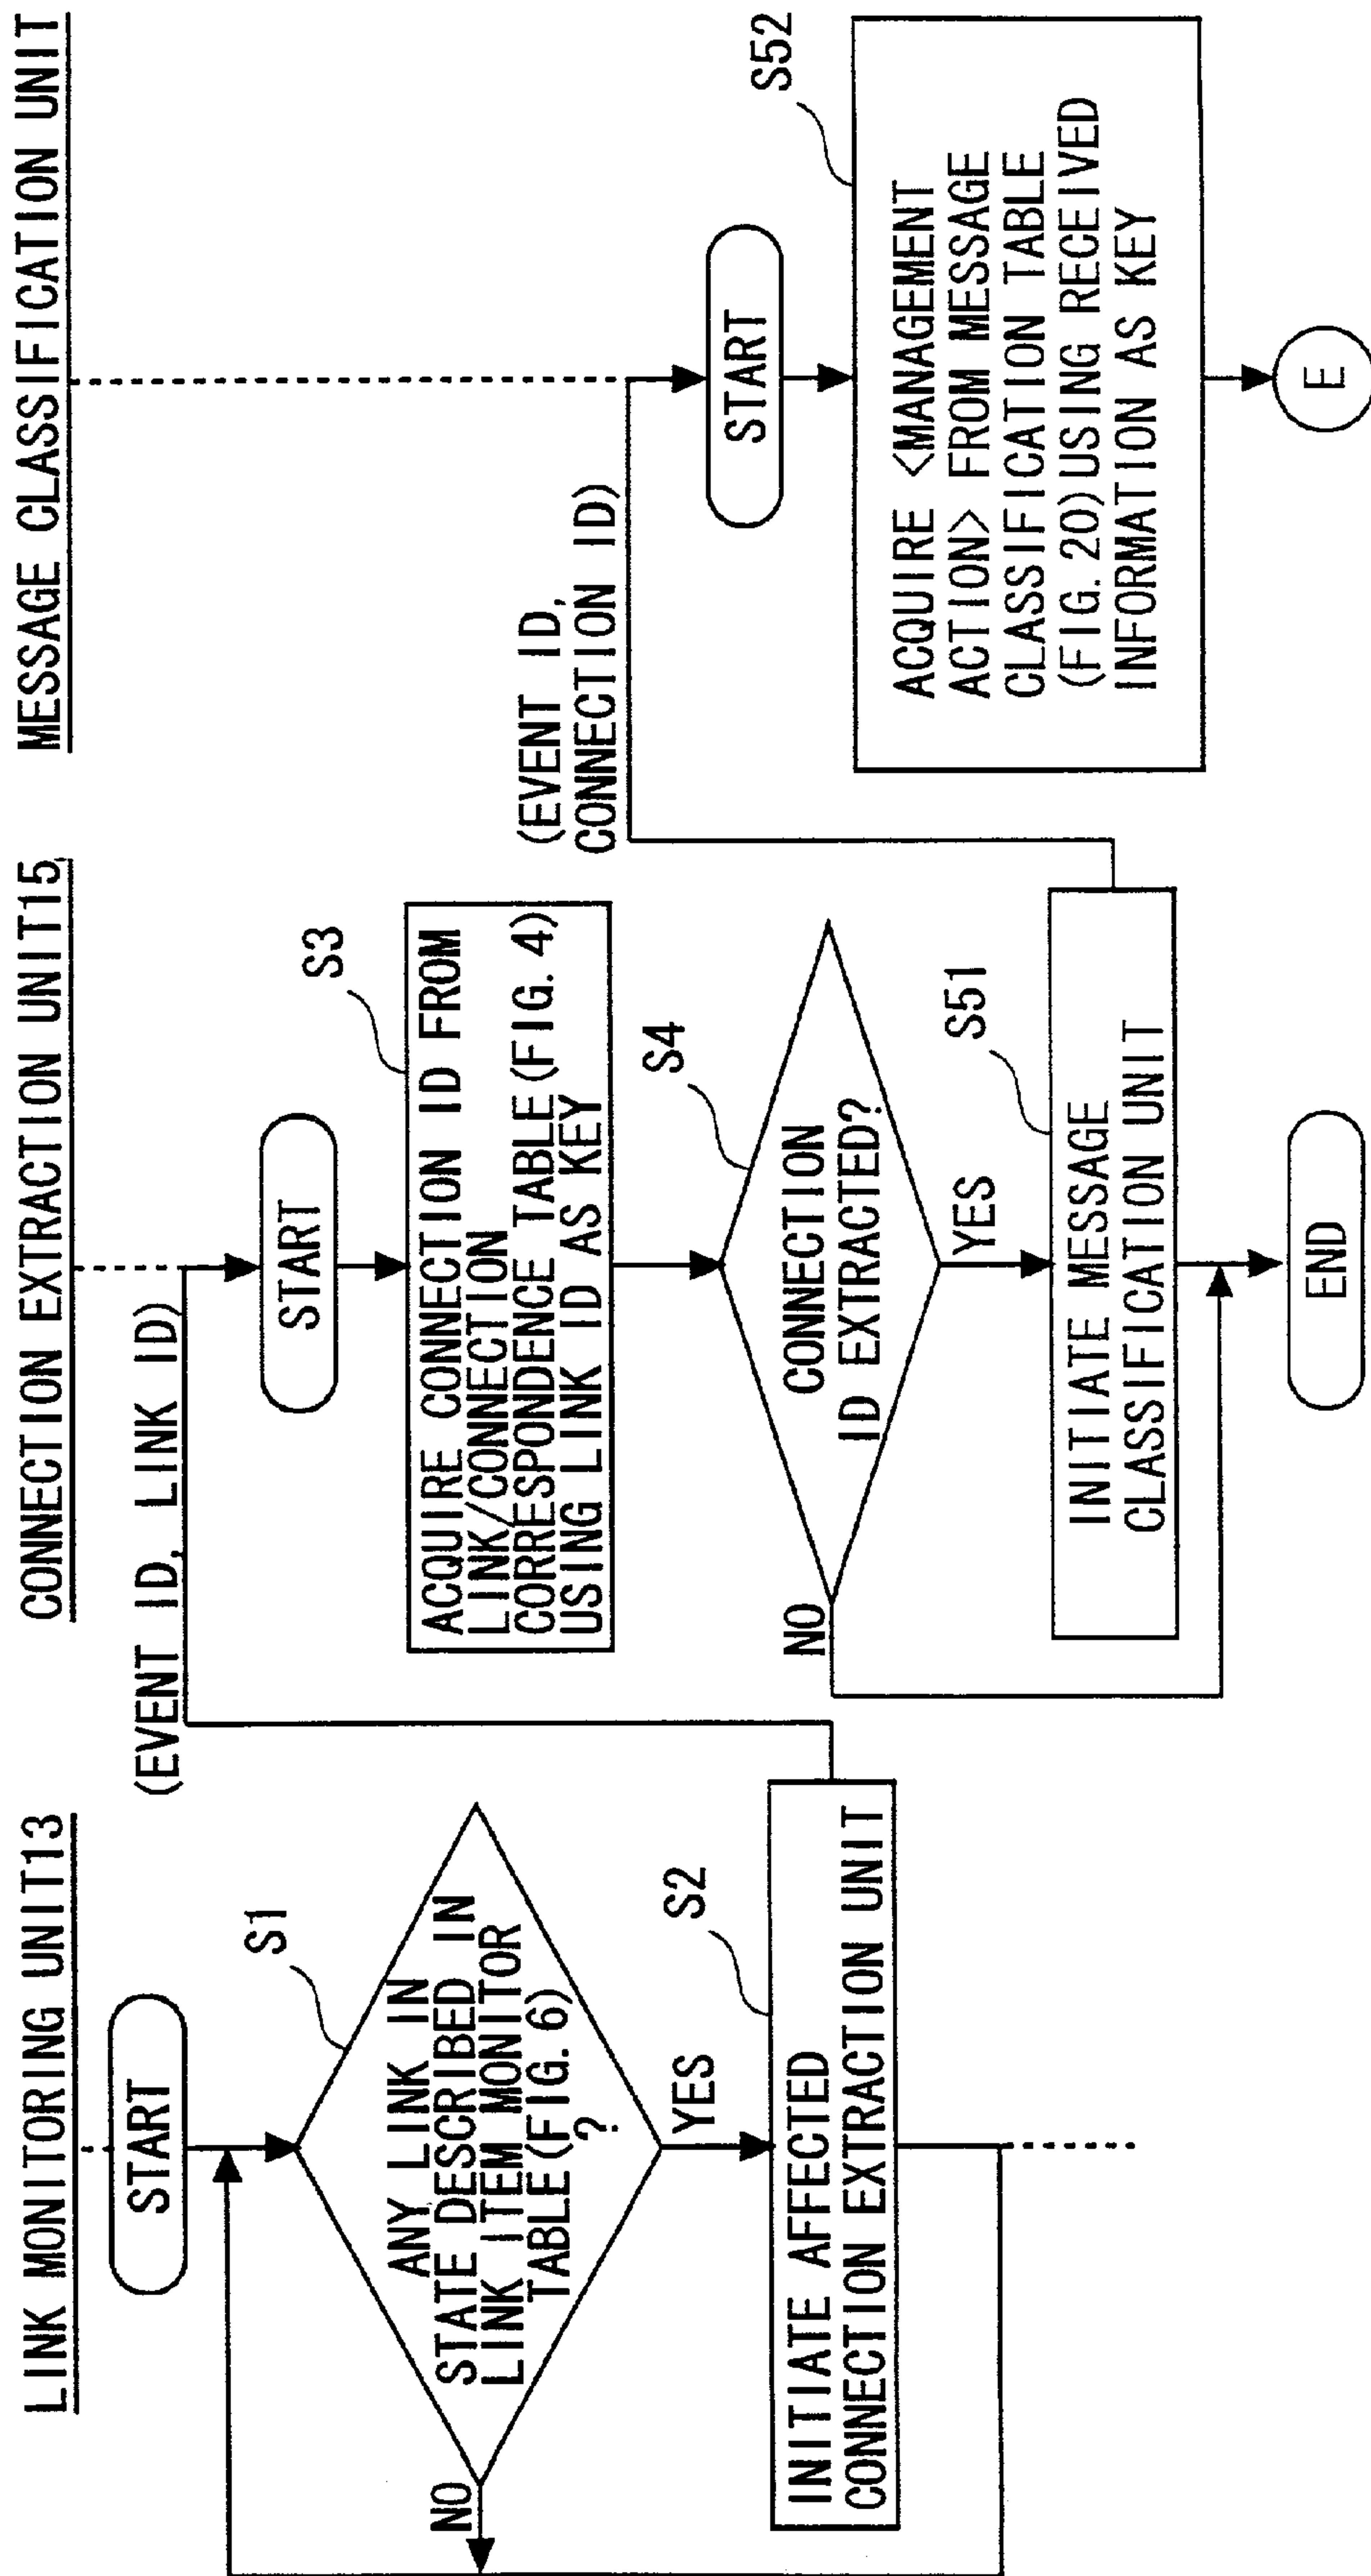 LINK MONITORING UNIT13
START
S1
ANY LINK IN
STATE DESCRIBED IN
LINK ITEM MONITOR
TABLE(FIG. 6)
?
NO
YES
S2
INITIATE AFFECTED
CONNECTION EXTRACTION UNIT
(EVENT ID, LINK ID)
CONNECTION EXTRACTION UNIT15
START
S3
ACQUIRE CONNECTION ID FROM
LINK/CONNECTION
CORRESPONDENCE TABLE(FIG. 4)
USING LINK ID AS KEY
S4
CONNECTION
ID EXTRACTED?
NO
YES
S51
INITIATE MESSAGE
CLASSIFICATION UNIT
END
(EVENT ID,
CONNECTION ID)
MESSAGE CLASSIFICATION UNIT
START
S52
ACQUIRE <MANAGEMENT
ACTION> FROM MESSAGE
CLASSIFICATION TABLE
(FIG. 20)USING RECEIVED
INFORMATION AS KEY
E